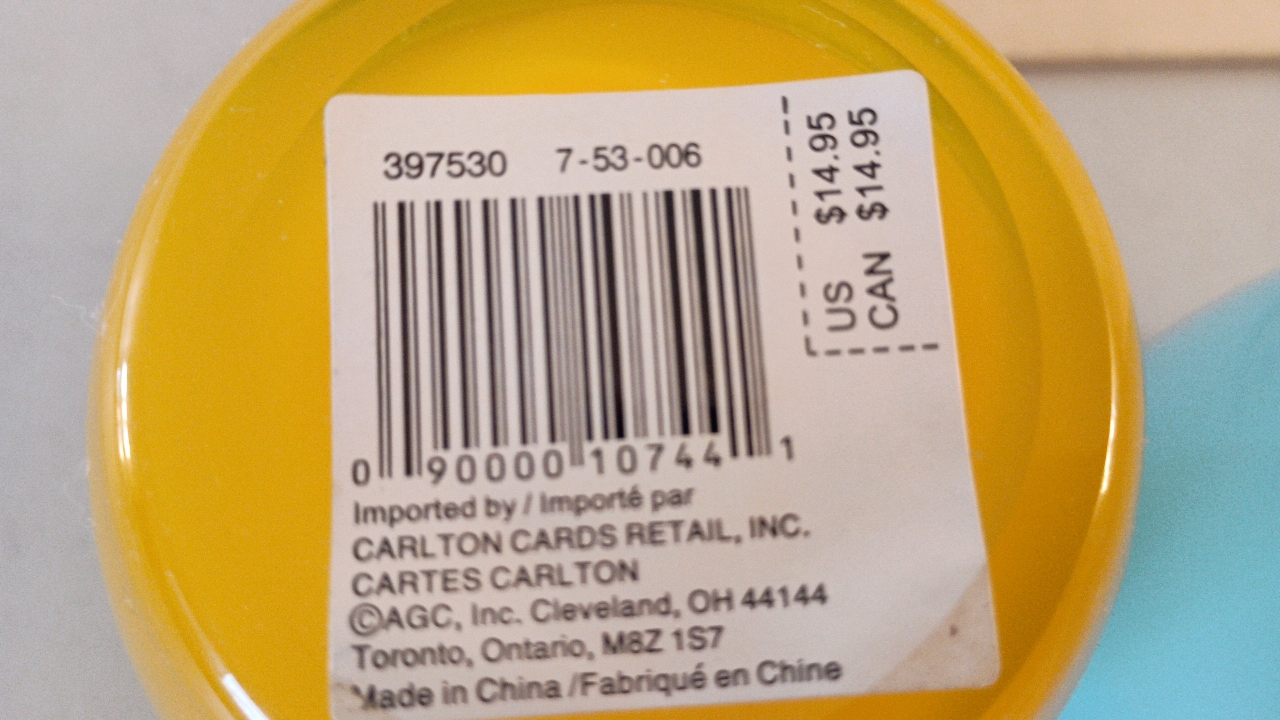 397530 7-53-006
0 90000 10744 1
Imported by / Importé par
CARLTON CARDS RETAIL, INC.
CARTES CARLTON
©AGC, Inc. Cleveland, OH 44144
Toronto, Ontario, M8Z 1S7
Made in China /Fabriqué en Chine
US $14.95
CAN $14.95